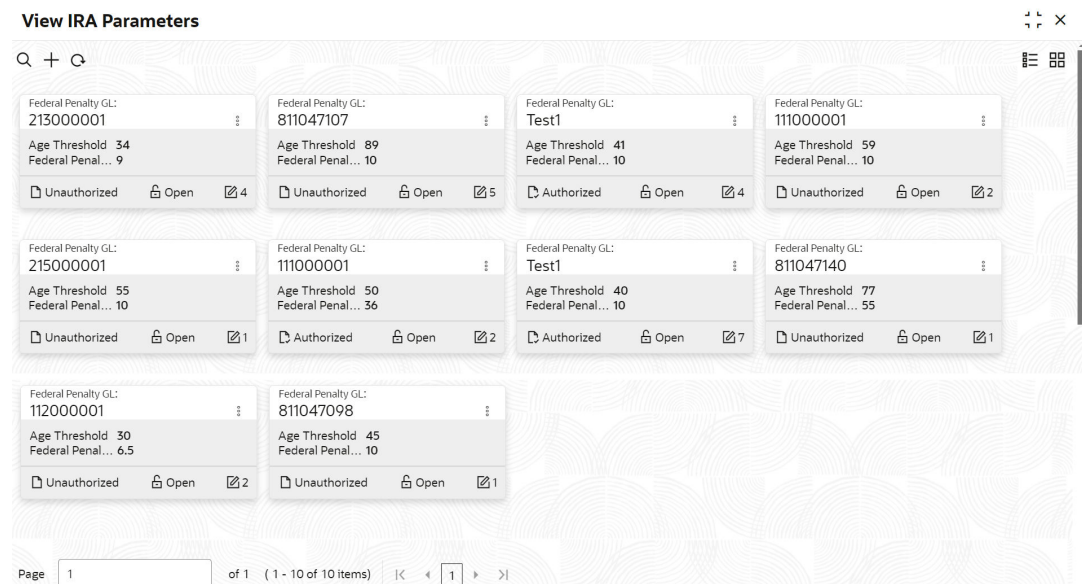 View IRA Parameters
Federal Penalty GL:
213000001
Age Threshold 34
Federal Penal... 9
Unauthorized Open 4
Federal Penalty GL:
811047107
Age Threshold 89
Federal Penal... 10
Unauthorized Open 5
Federal Penalty GL:
Test1
Age Threshold 41
Federal Penal... 10
Authorized Open 4
Federal Penalty GL:
111000001
Age Threshold 59
Federal Penal... 10
Unauthorized Open 2
Federal Penalty GL:
215000001
Age Threshold 55
Federal Penal... 10
Unauthorized Open 1
Federal Penalty GL:
111000001
Age Threshold 50
Federal Penal... 36
Authorized Open 2
Federal Penalty GL:
Test1
Age Threshold 40
Federal Penal... 10
Authorized Open 7
Federal Penalty GL:
811047140
Age Threshold 77
Federal Penal... 55
Unauthorized Open 1
Federal Penalty GL:
112000001
Age Threshold 30
Federal Penal... 6.5
Unauthorized Open 2
Federal Penalty GL:
811047098
Age Threshold 45
Federal Penal... 10
Unauthorized Open 1
Page 1 of 1 (1 - 10 of 10 items) 1